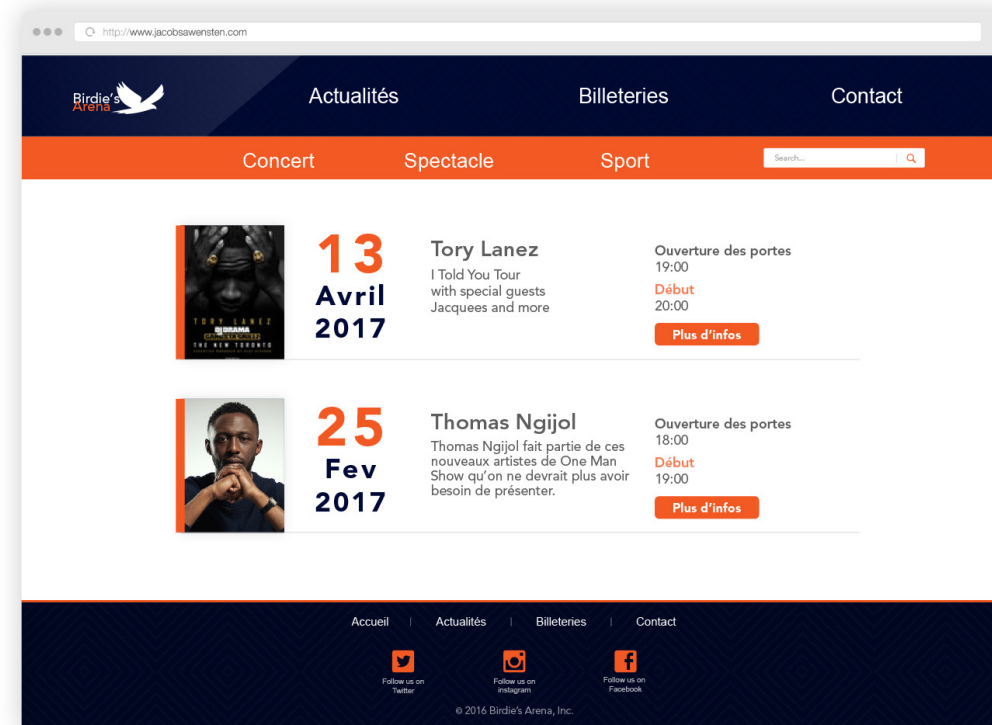 http://www.jacobsawensten.com
Birdie's
Arena
Actualités
Billeteries
Contact
Concert
Spectacle
Sport
Search...
TORY LANEZ
DJ DRAMA
GANGSTA GRILLZ
THE NEW TORONTO
13
Avril
2017
Tory Lanez
I Told You Tour
with special guests
Jacquees and more
Ouverture des portes
19:00
Début
20:00
Plus d'infos
25
Fev
2017
Thomas Ngijol
Thomas Ngijol fait partie de ces
nouveaux artistes de One Man
Show qu'on ne devrait plus avoir
besoin de présenter.
Ouverture des portes
18:00
Début
19:00
Plus d'infos
Accueil | Actualités | Billeteries | Contact
Follow us on
Twitter
Follow us on
instagram
Follow us on
Facebook
© 2016 Birdie's Arena, Inc.